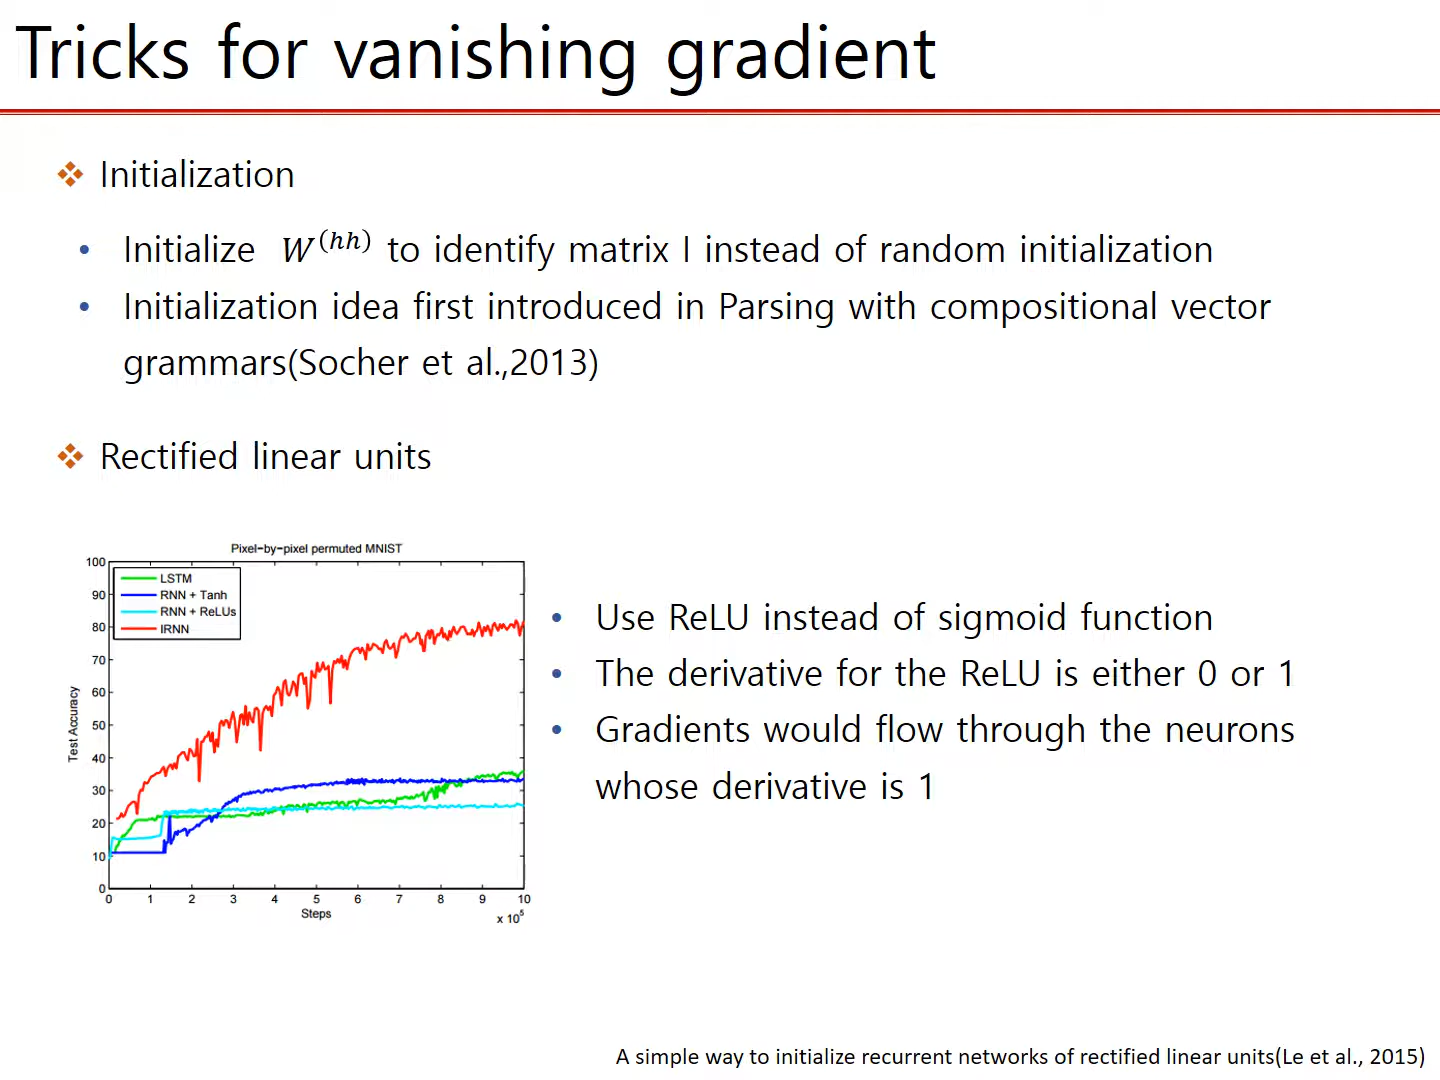 Tricks for vanishing gradient
❖ Initialization
• Initialize W^(hh) to identify matrix I instead of random initialization
• Initialization idea first introduced in Parsing with compositional vector
grammars(Socher et al.,2013)
❖ Rectified linear units
Pixel-by-pixel permuted MNIST
LSTM
RNN + Tanh
RNN + ReLUs
IRNN
Test Accuracy
100
90
80
70
60
50
40
30
20
10
0
0 1 2 3 4 5 6 7 8 9 10
Steps
x 10^5
• Use ReLU instead of sigmoid function
• The derivative for the ReLU is either 0 or 1
• Gradients would flow through the neurons
whose derivative is 1
A simple way to initialize recurrent networks of rectified linear units(Le et al., 2015)